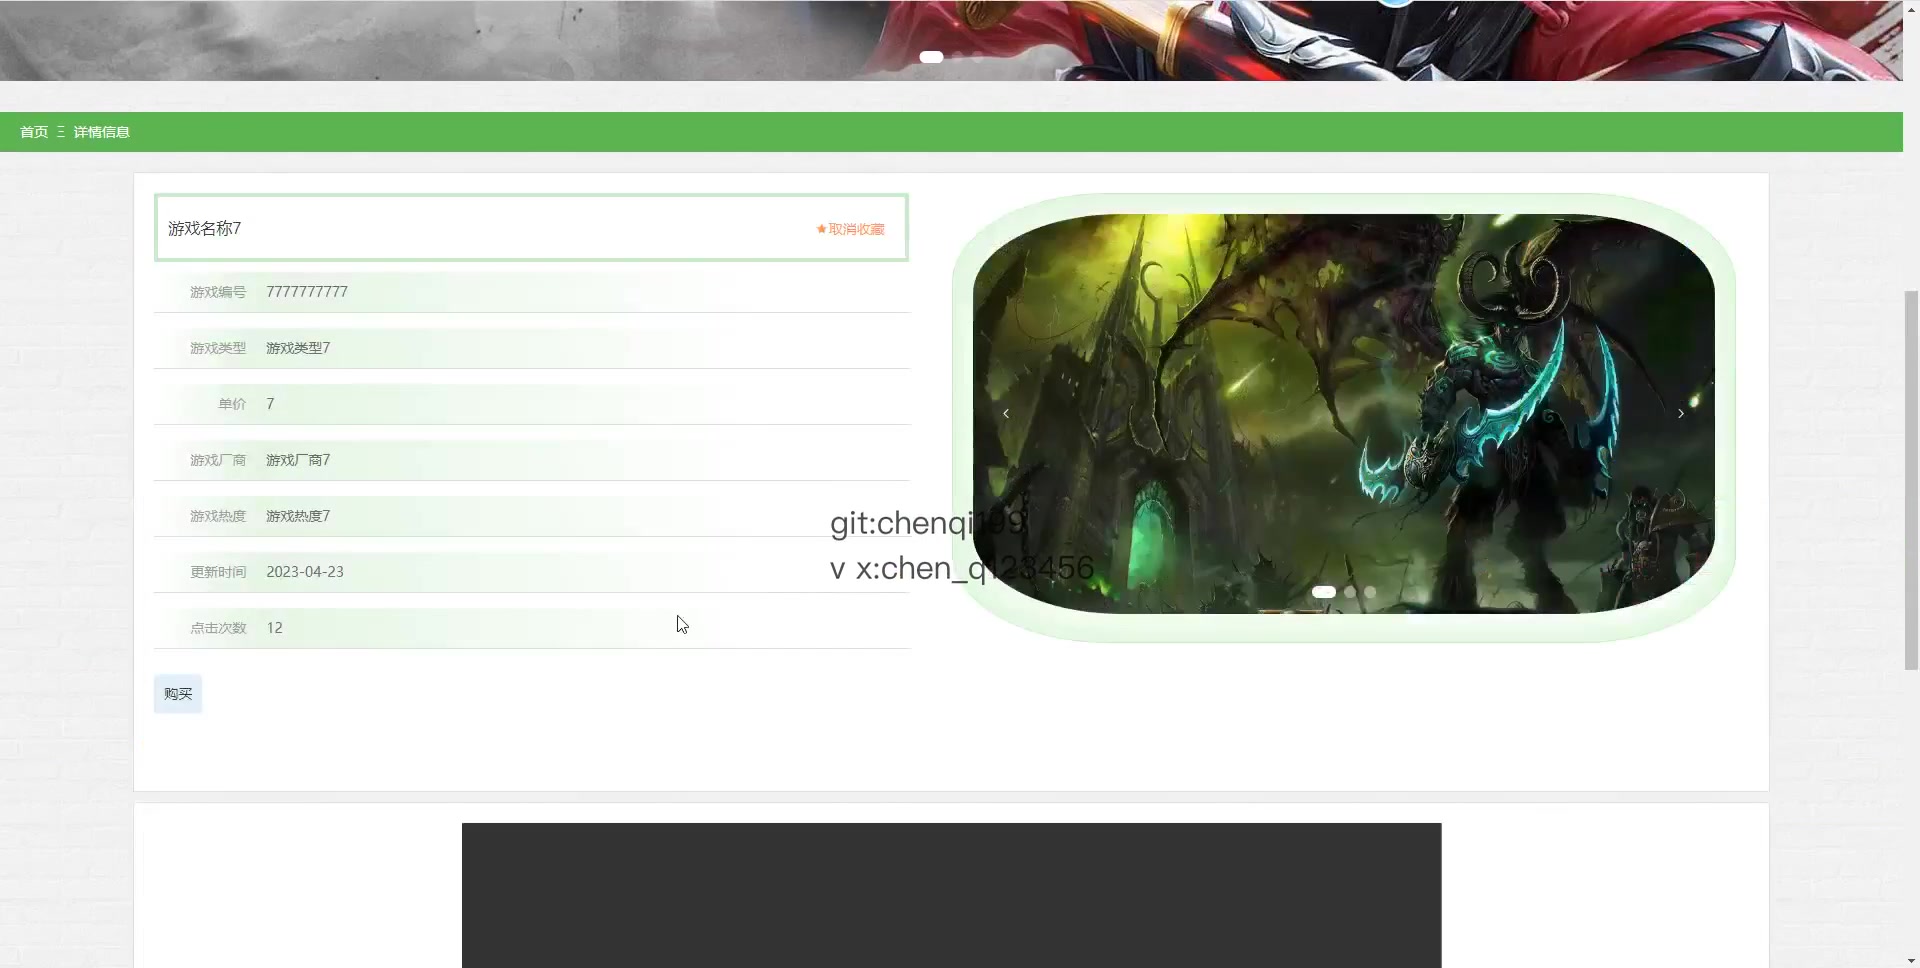 首页 Ξ 详情信息
游戏名称7
★取消收藏
游戏编号 7777777777
游戏类型 游戏类型7
单价 7
游戏厂商 游戏厂商7
游戏热度 游戏热度7
git:chenqi199
v x:chen_q123456
更新时间 2023-04-23
点击次数 12
购买